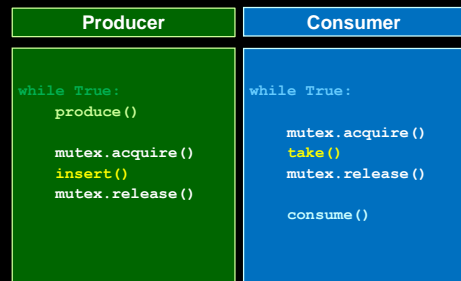 Producer
while True:
    produce()
    mutex.acquire()
    insert()
    mutex.release()
Consumer
while True:
    mutex.acquire()
    take()
    mutex.release()
    consume()